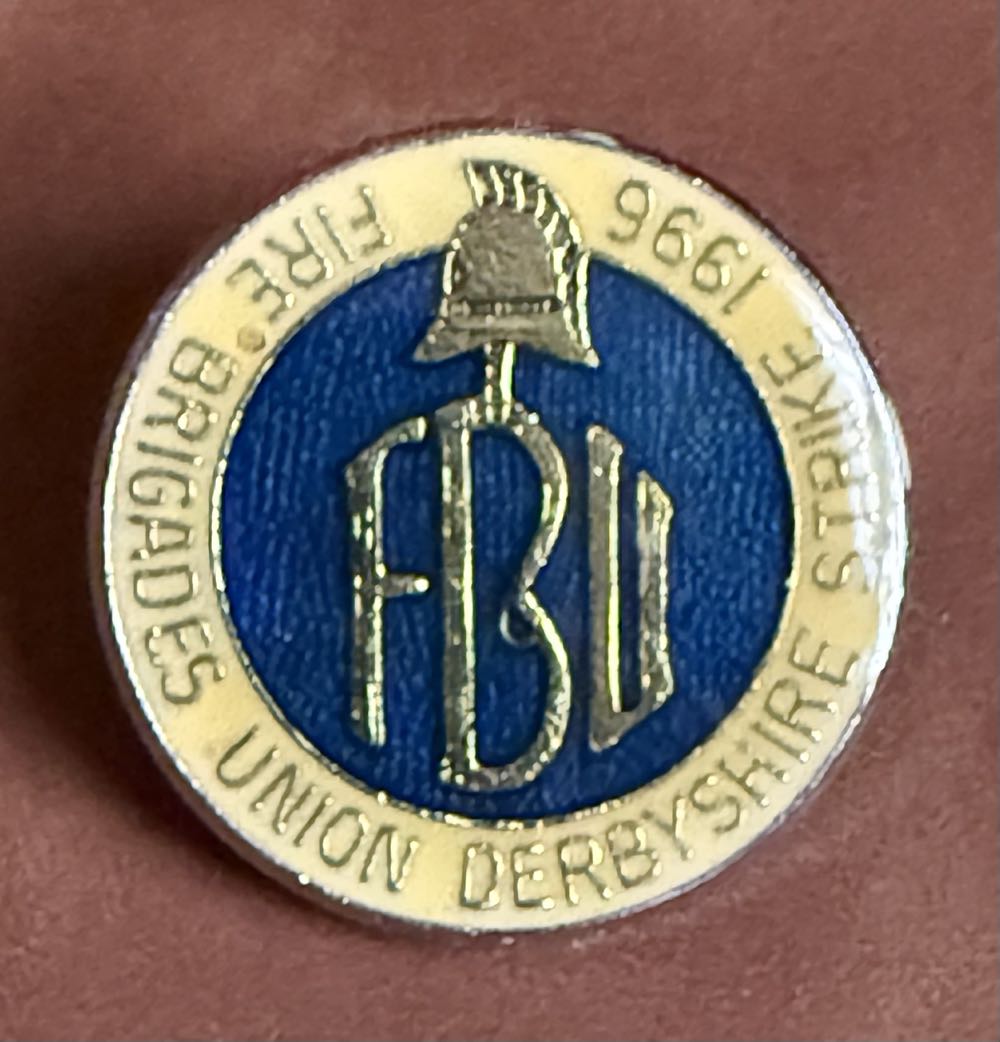 FIRE BRIGADES UNION DERBYSHIRE STRIKE 1996
FBU